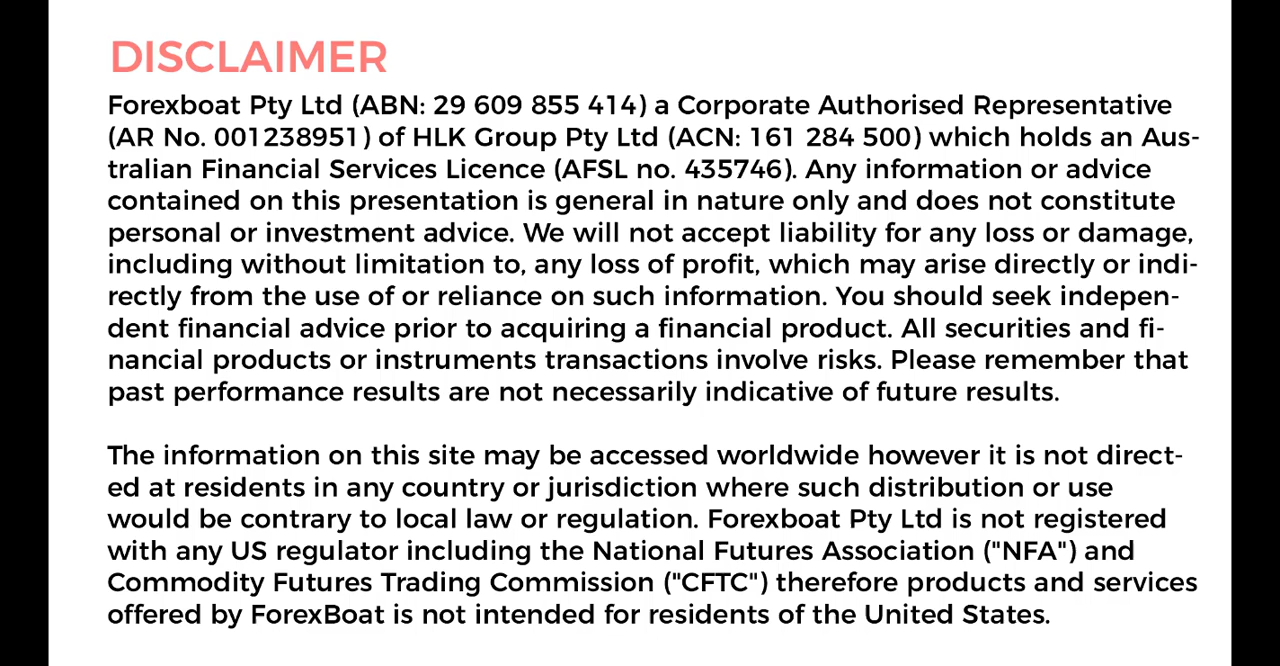 DISCLAIMER
Forexboat Pty Ltd (ABN: 29 609 855 414) a Corporate Authorised Representative
(AR No. 001238951) of HLK Group Pty Ltd (ACN: 161 284 500) which holds an Aus-
tralian Financial Services Licence (AFSL no. 435746). Any information or advice
contained on this presentation is general in nature only and does not constitute
personal or investment advice. We will not accept liability for any loss or damage,
including without limitation to, any loss of profit, which may arise directly or indi-
rectly from the use of or reliance on such information. You should seek indepen-
dent financial advice prior to acquiring a financial product. All securities and fi-
nancial products or instruments transactions involve risks. Please remember that
past performance results are not necessarily indicative of future results.
The information on this site may be accessed worldwide however it is not direct-
ed at residents in any country or jurisdiction where such distribution or use
would be contrary to local law or regulation. Forexboat Pty Ltd is not registered
with any US regulator including the National Futures Association ("NFA") and
Commodity Futures Trading Commission ("CFTC") therefore products and services
offered by ForexBoat is not intended for residents of the United States.